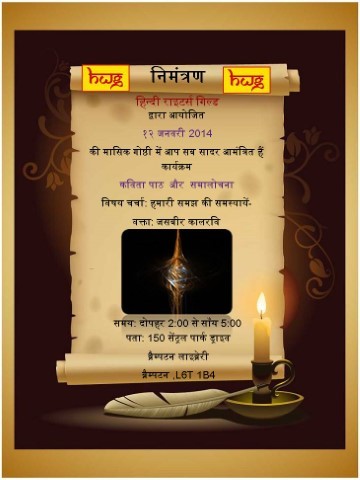 hwg निमंत्रण hwg
हिन्दी राइटर्स गिल्ड
द्वारा आयोजित
१२ जनवरी 2014
की मासिक गोष्ठी में आप सब सादर आमंत्रित हैं
कार्यक्रम
कविता पाठ और समालोचना
विषय चर्चा: हमारी समझ की समस्यायें-
वक्ता: जसबीर कालरवि
समय: दोपहर 2:00 से साँय 5:00
पता: 150 सेंट्रल पार्क ड्राइव
ब्रैम्पटन लाइब्रेरी
ब्रैम्पटन ,L6T 1B4